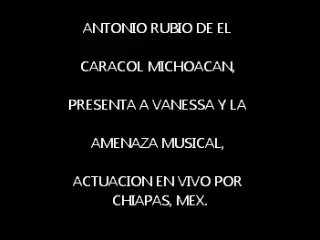 ANTONIO RUBIO DE EL
CARACOL MICHOACAN,
PRESENTA A VANESSA Y LA
AMENAZA MUSICAL,
ACTUACION EN VIVO POR
CHIAPAS, MEX.